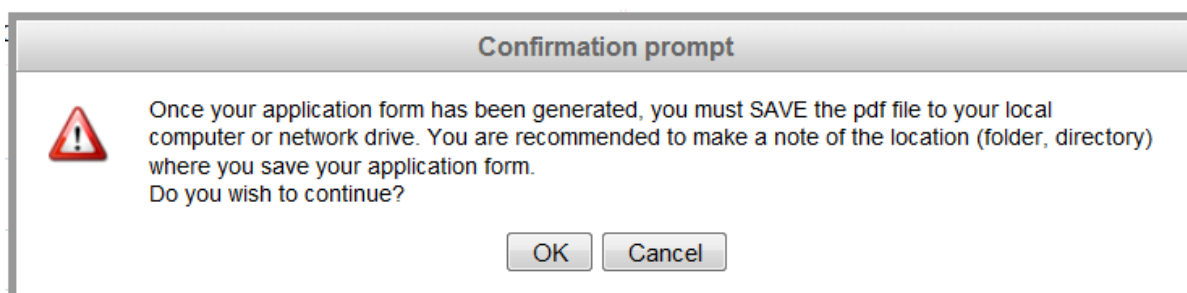 Confirmation prompt
Once your application form has been generated, you must SAVE the pdf file to your local
computer or network drive. You are recommended to make a note of the location (folder, directory)
where you save your application form.
Do you wish to continue?
OK Cancel